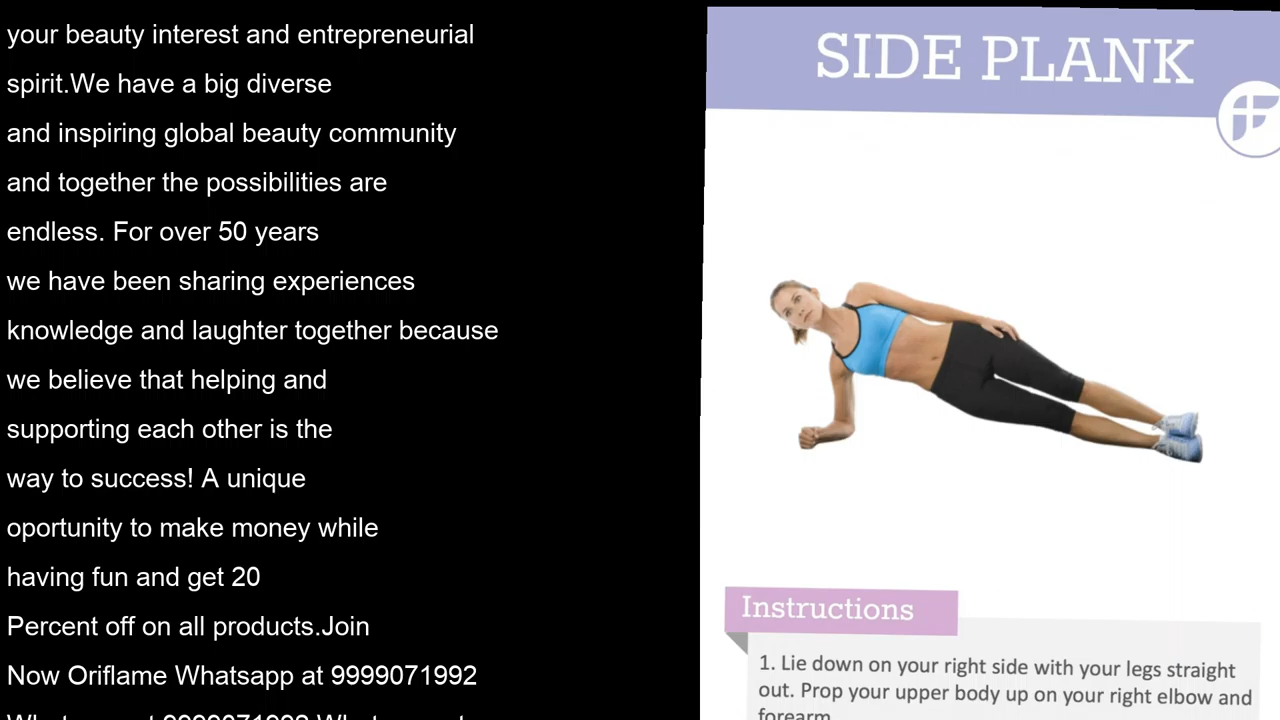 your beauty interest and entrepreneurial
spirit.We have a big diverse
and inspiring global beauty community
and together the possibilities are
endless. For over 50 years
we have been sharing experiences
knowledge and laughter together because
we believe that helping and
supporting each other is the
way to success! A unique
oportunity to make money while
having fun and get 20
Percent off on all products.Join
Now Oriflame Whatsapp at 9999071992
SIDE PLANK
Instructions
1. Lie down on your right side with your legs straight
out. Prop your upper body up on your right elbow and
forearm